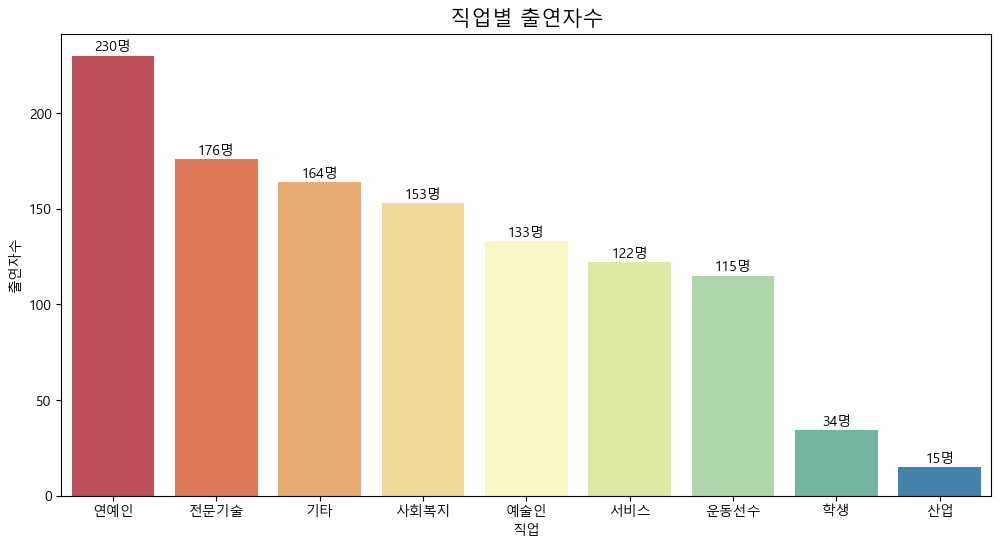 직업별 출연자수
230명
176명
164명
153명
133명
122명
115명
34명
15명
출연자수
200
150
100
50
0
연예인 전문기술 기타 사회복지 예술인 서비스 운동선수 학생 산업
직업